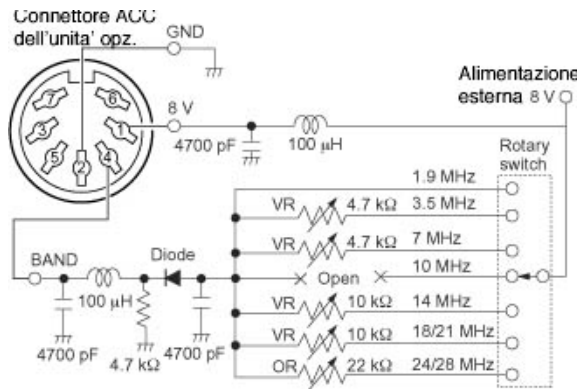 Connettore ACC
dell'unita' opz.
GND
Alimentazione
esterna 8 V
7
6
3
1
5
2
4
8 V
4700 pF
100 μH
Rotary
switch
1.9 MHz
VR
4.7 kΩ
3.5 MHz
VR
4.7 kΩ
7 MHz
BAND
Diode
Open
10 MHz
100 μH
VR
10 kΩ
14 MHz
VR
10 kΩ
18/21 MHz
4700 pF
4.7 kΩ
4700 pF
OR
22 kΩ
24/28 MHz